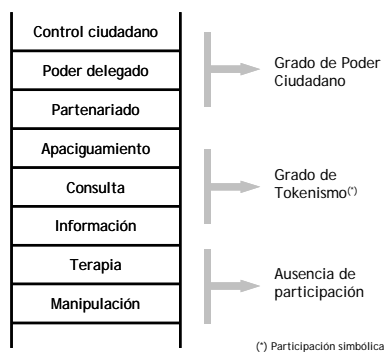 Control ciudadano
Poder delegado
Partenariado
Apaciguamiento
Consulta
Información
Terapia
Manipulación
Grado de Poder
Ciudadano
Grado de
Tokenismo(*)
Ausencia de
participación
(*) Participación simbólica